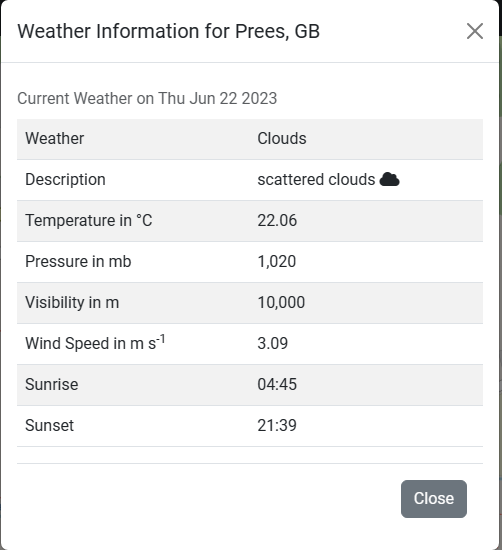 Weather Information for Prees, GB
Current Weather on Thu Jun 22 2023
Weather Clouds
Description scattered clouds
Temperature in °C 22.06
Pressure in mb 1,020
Visibility in m 10,000
Wind Speed in m s-1 3.09
Sunrise 04:45
Sunset 21:39
Close